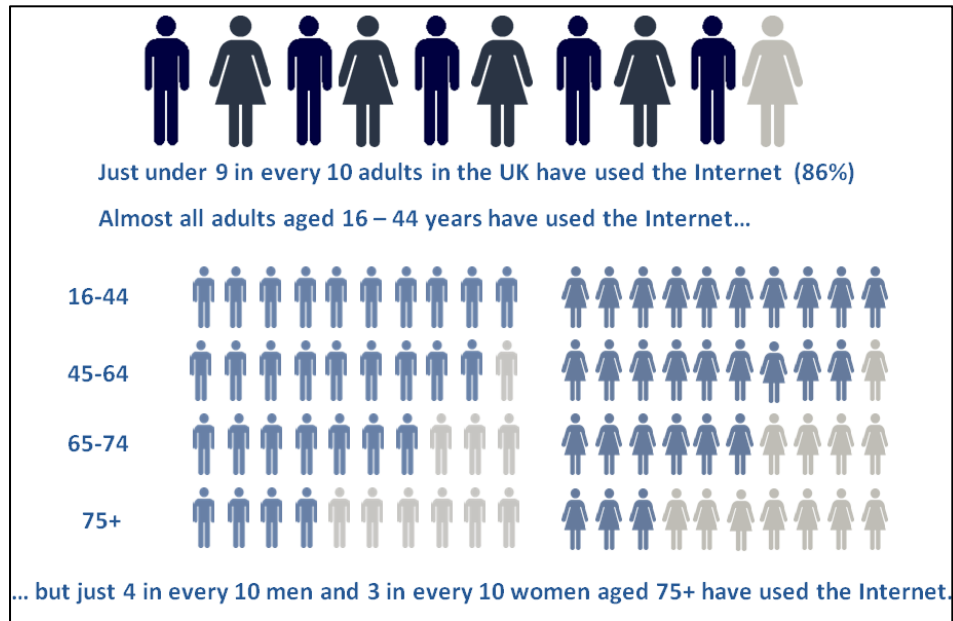 Just under 9 in every 10 adults in the UK have used the Internet (86%)
Almost all adults aged 16 – 44 years have used the Internet…
16-44
45-64
65-74
75+
… but just 4 in every 10 men and 3 in every 10 women aged 75+ have used the Internet.